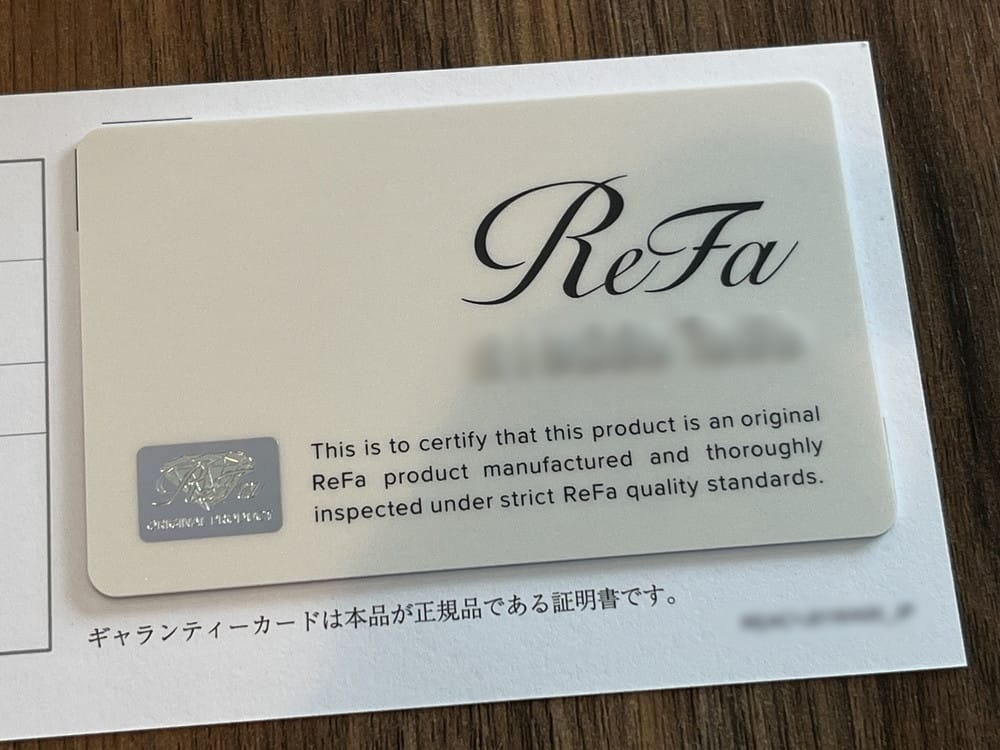 ReFa
This is to certify that this product is an original
ReFa product manufactured and thoroughly
inspected under strict ReFa quality standards.
ReFa
ORIGINAL PRODUCT
ギャランティーカードは本品が正規品である証明書です。